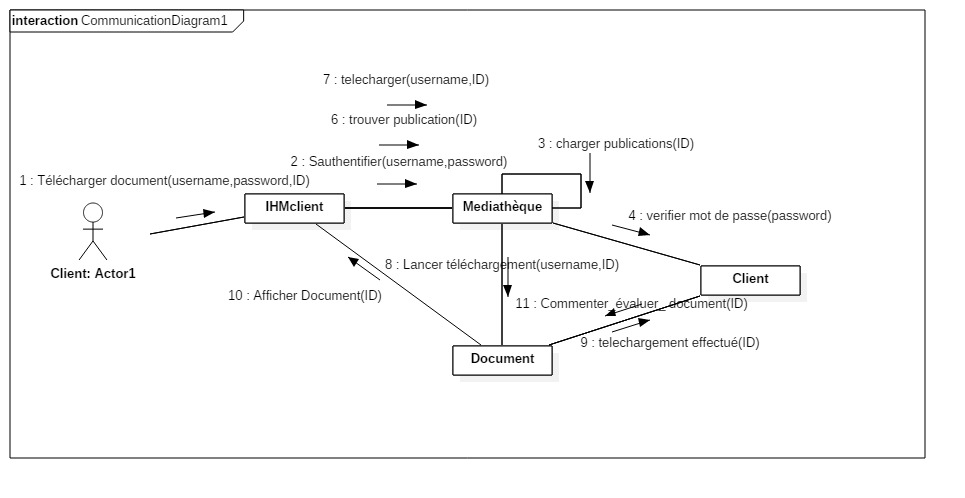 interaction CommunicationDiagram1
7 : telecharger(username,ID)
6 : trouver publication(ID)
3 : charger publications(ID)
2 : Sauthentifier(username,password)
1 : Télécharger document(username,password,ID)
IHMclient
Mediathèque
4 : verifier mot de passe(password)
Client: Actor1
8 : Lancer téléchargement(username,ID)
Client
10 : Afficher Document(ID)
11 : Commenter_évaluer_document(ID)
9 : telechargement effectué(ID)
Document